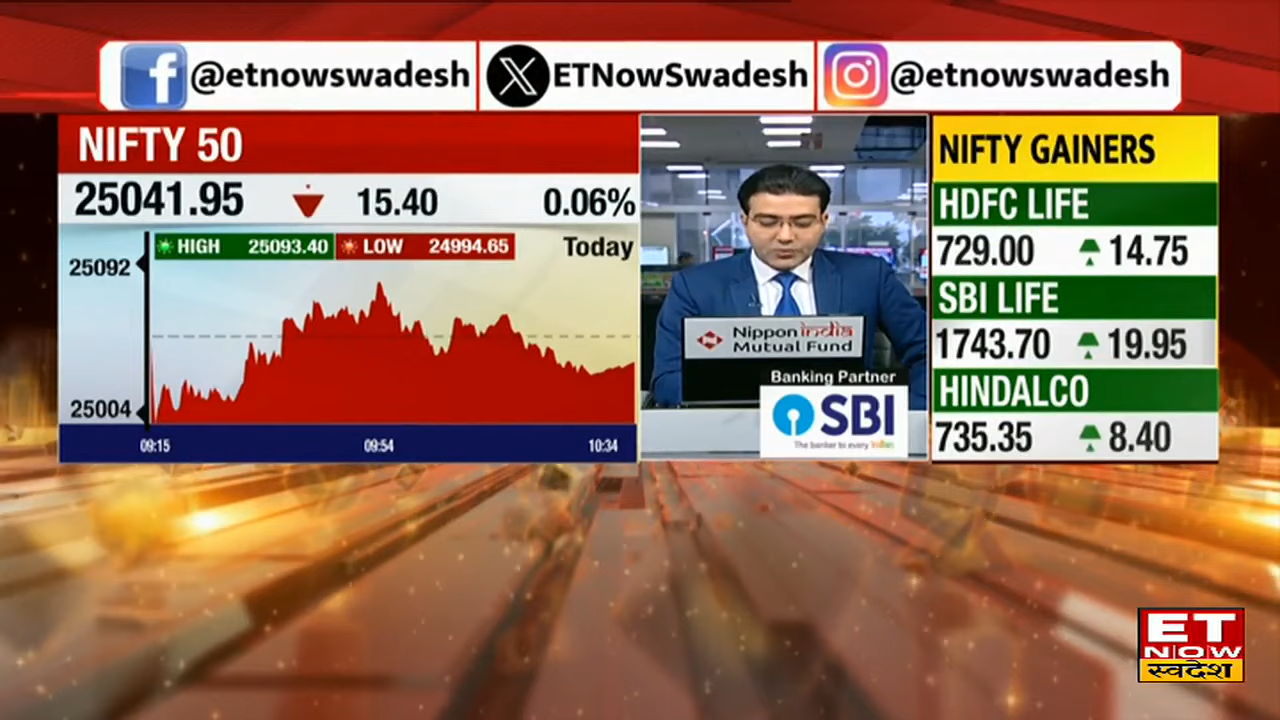 @etnowswadesh
ETNowSwadesh
@etnowswadesh
NIFTY 50
25041.95 15.40 0.06%
HIGH 25093.40 LOW 24994.65 Today
25092
25004
09:15 09:54 10:34
Nippon india
Mutual Fund
Banking Partner
SBI
The banker to every Indian
NIFTY GAINERS
HDFC LIFE
729.00 14.75
SBI LIFE
1743.70 19.95
HINDALCO
735.35 8.40
ET
NOW
स्वदेश